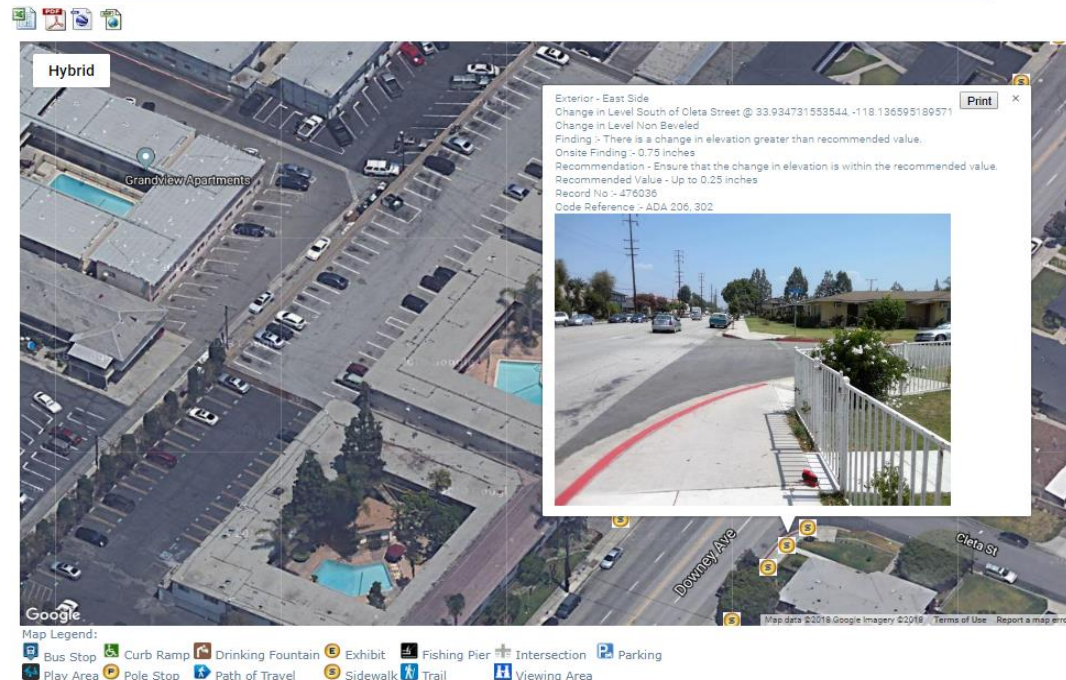 PDF
Hybrid
Grandview Apartments
Print ×
Exterior - East Side
Change in Level South of Cleta Street @ 33.934731553544, -118.136595189571
Change in Level Non Beveled
Finding :- There is a change in elevation greater than recommended value.
Onsite Finding :- 0.75 inches
Recommendation - Ensure that the change in elevation is within the recommended value.
Recommended Value - Up to 0.25 inches
Record No :- 476036
Code Reference :- ADA 206, 302
Downey Ave
Cleta St
Google
Map data ©2018 Google Imagery ©2018 Terms of Use Report a map erro
Map Legend:
Bus Stop Curb Ramp Drinking Fountain E Exhibit Fishing Pier Intersection P Parking
Play Area P Pole Stop Path of Travel S Sidewalk Trail Viewing Area